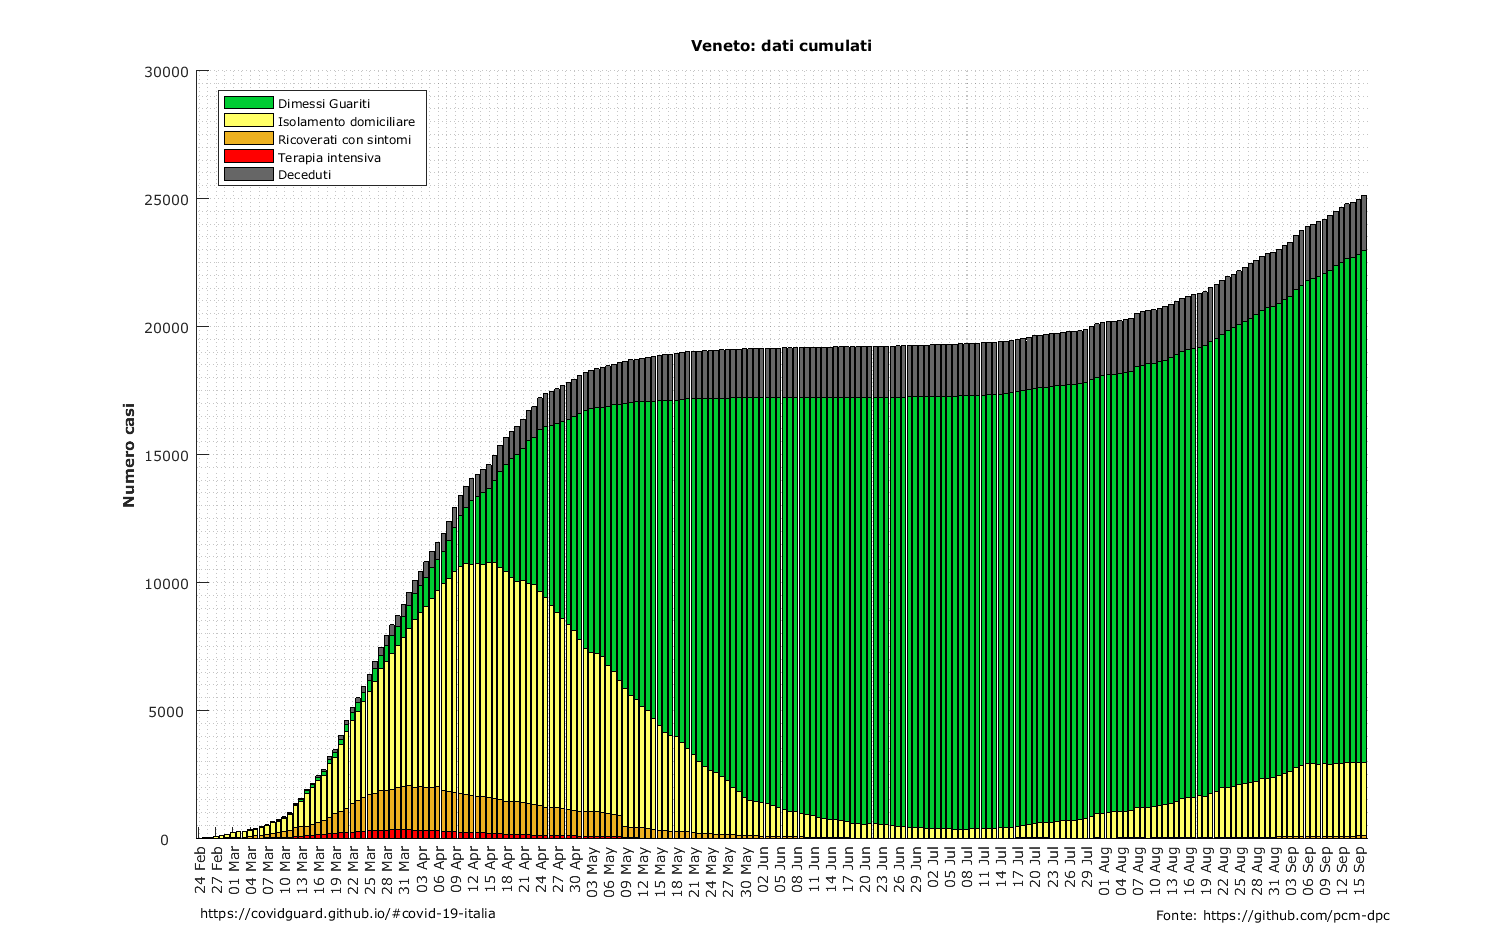 Veneto: dati cumulati
30000
25000
20000
15000
10000
5000
0
Numero casi
Dimessi Guariti
Isolamento domiciliare
Ricoverati con sintomi
Terapia intensiva
Deceduti
24 Feb
27 Feb
01 Mar
04 Mar
07 Mar
10 Mar
13 Mar
16 Mar
19 Mar
22 Mar
25 Mar
28 Mar
31 Mar
03 Apr
06 Apr
09 Apr
12 Apr
15 Apr
18 Apr
21 Apr
24 Apr
27 Apr
30 Apr
03 May
06 May
09 May
12 May
15 May
18 May
21 May
24 May
27 May
30 May
02 Jun
05 Jun
08 Jun
11 Jun
14 Jun
17 Jun
20 Jun
23 Jun
26 Jun
29 Jun
02 Jul
05 Jul
08 Jul
11 Jul
14 Jul
17 Jul
20 Jul
23 Jul
26 Jul
29 Jul
01 Aug
04 Aug
07 Aug
10 Aug
13 Aug
16 Aug
19 Aug
22 Aug
25 Aug
28 Aug
31 Aug
03 Sep
06 Sep
09 Sep
12 Sep
15 Sep
https://covidguard.github.io/#covid-19-italia
Fonte: https://github.com/pcm-dpc